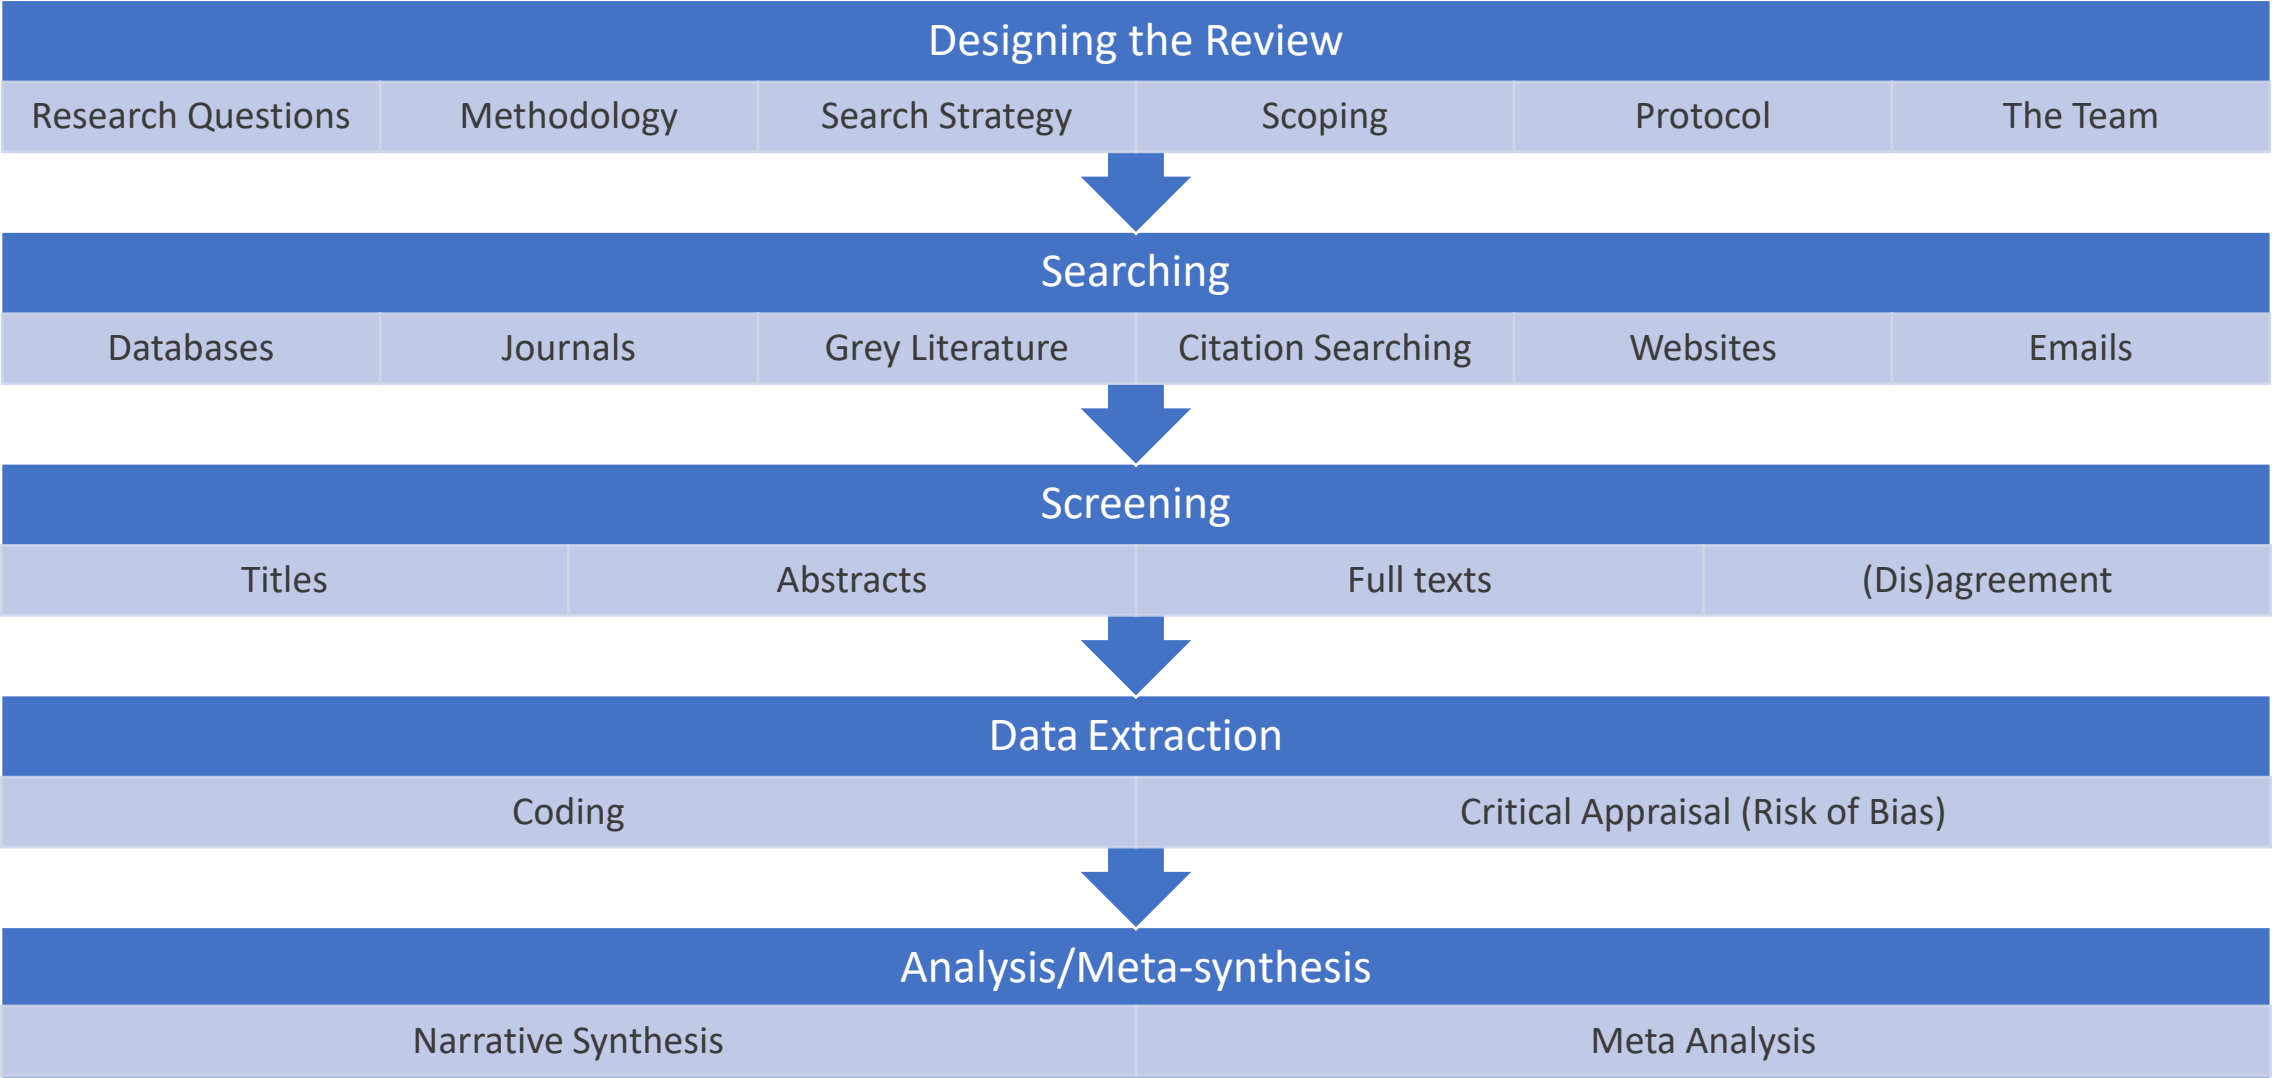 Designing the Review
Research Questions Methodology Search Strategy Scoping Protocol The Team
Searching
Databases Journals Grey Literature Citation Searching Websites Emails
Screening
Titles Abstracts Full texts (Dis)agreement
Data Extraction
Coding Critical Appraisal (Risk of Bias)
Analysis/Meta-synthesis
Narrative Synthesis Meta Analysis